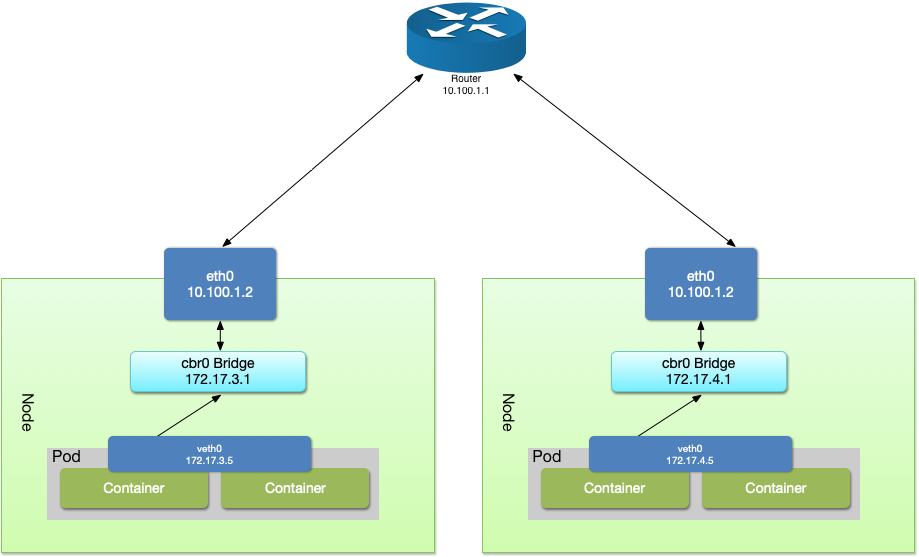 Router
10.100.1.1
eth0
10.100.1.2
cbr0 Bridge
172.17.3.1
Node
Pod
veth0
172.17.3.5
Container
Container
eth0
10.100.1.2
cbr0 Bridge
172.17.4.1
Node
Pod
veth0
172.17.4.5
Container
Container